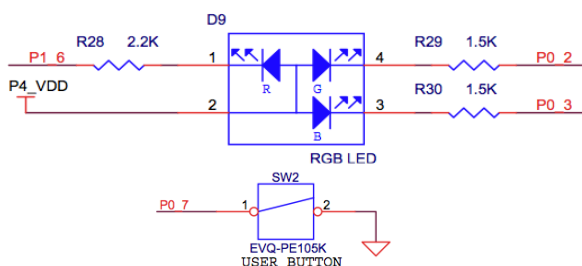 D9
R28 2.2K
R29 1.5K
P1_6
1
4
P0_2
R
G
P4_VDD
R30 1.5K
2
3
P0_3
B
RGB LED
SW2
P0_7
1
2
EVQ-PE105K
USER BUTTON